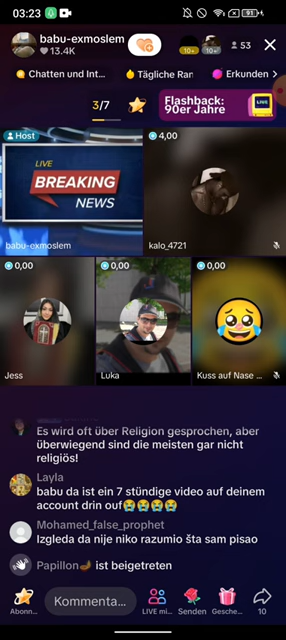 03:23
91
babu-exmoslem
13.4K
10+
10+
53
Chatten und Int...
Tägliche Ran
Erkunden
3/7
Flashback:
90er Jahre
LIVE
Host
4,00
LIVE
BREAKING
NEWS
babu-exmoslem
kalo_4721
0,00
0,00
0,00
Jess
Luka
Kuss auf Nase ...
Es wird oft über Religion gesprochen, aber
überwiegend sind die meisten gar nicht
religiös!
Layla
babu da ist ein 7 stündige video auf deinem
account drin ouf😭😭😭😭
Mohamed_false_prophet
Izgleda da nije niko razumio šta sam pisao
Papillon ist beigetreten
Abonn...
Kommenta...
LIVE mi...
Senden
Gesche...
10